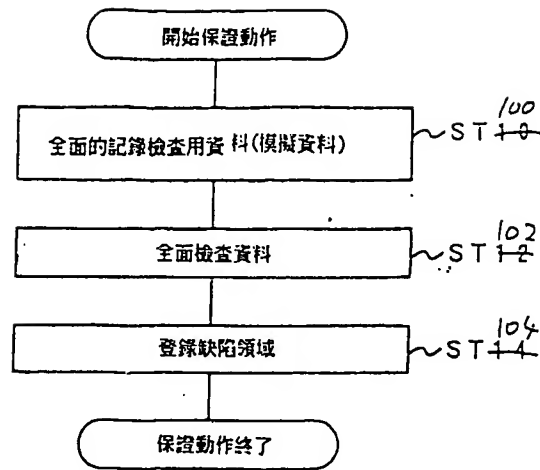 開始保證動作
100
全面的記錄檢查用資料(模擬資料)
ST10
102
全面檢查資料
ST12
104
登錄缺陷領域
ST14
保證動作終了